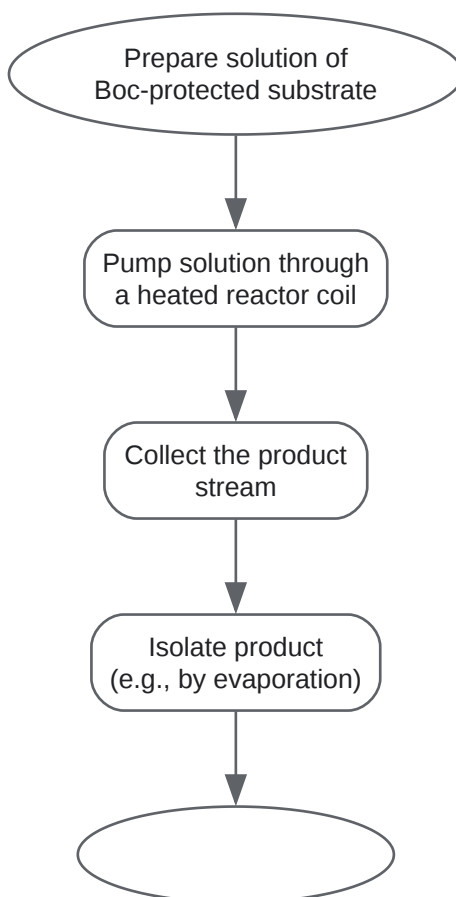 Prepare solution of
Boc-protected substrate
Pump solution through
a heated reactor coil
Collect the product
stream
Isolate product
(e.g., by evaporation)